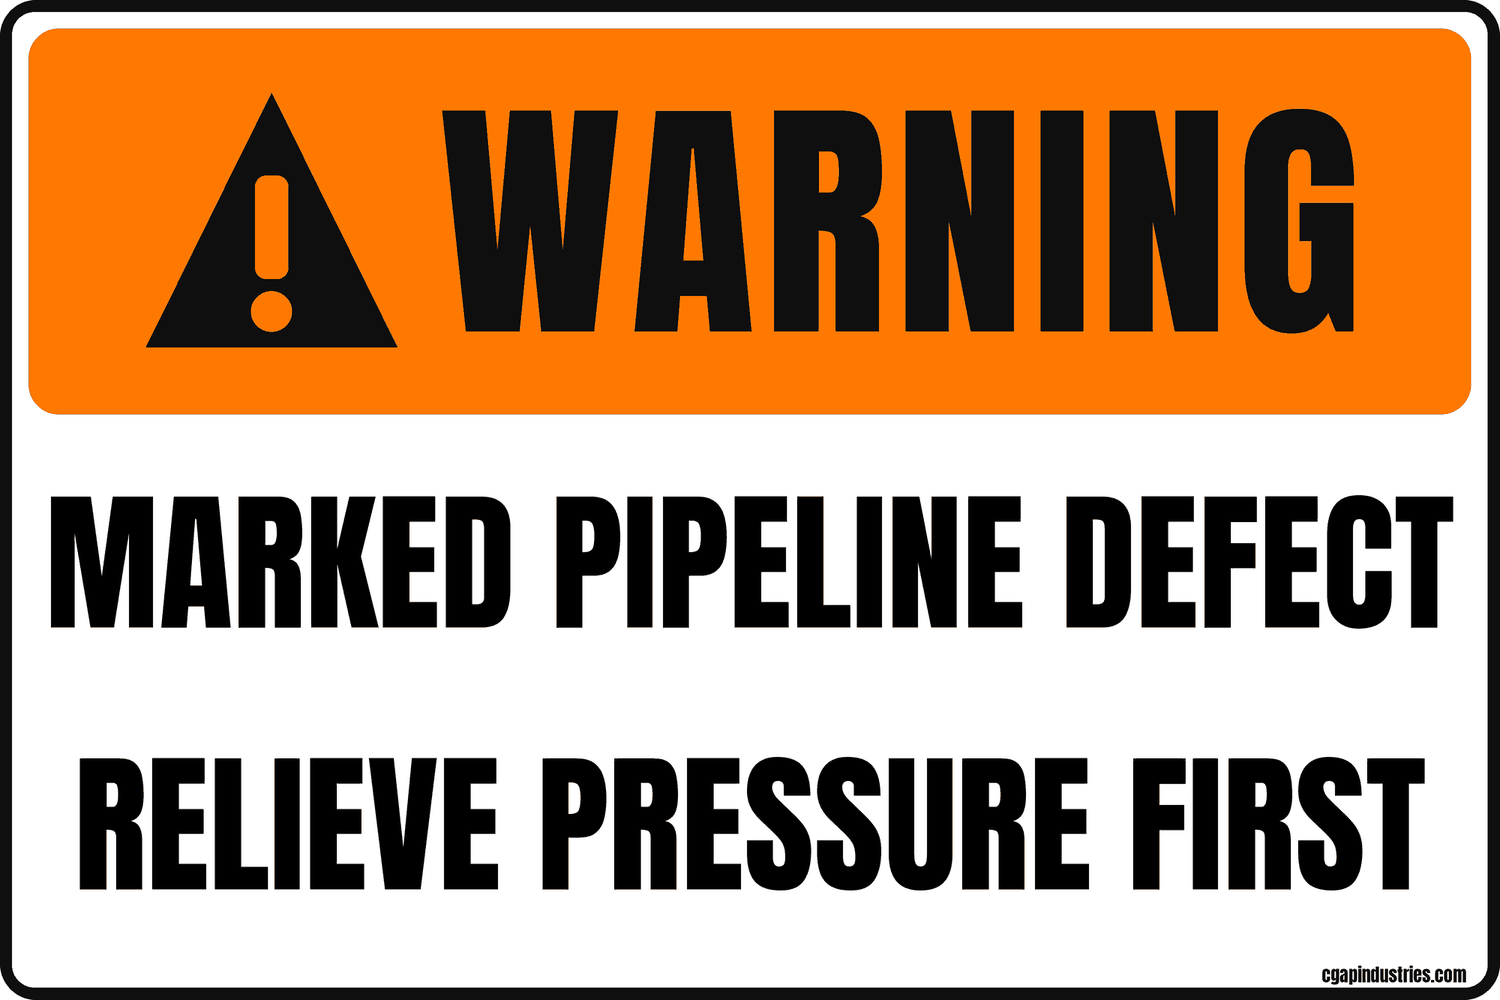 WARNING
MARKED PIPELINE DEFECT
RELIEVE PRESSURE FIRST
cgapindustries.com